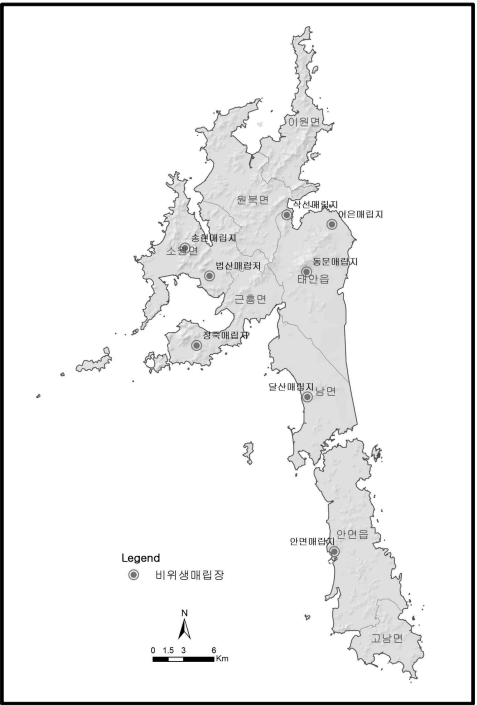 이원면
원북면
삭선매립지
어은매립지
송현매립지
소원면
동문매립지
법산매립지
태안읍
근흥면
정죽매립지
달산매립지
남면
안면매립지
안면읍
고남면
Legend
비위생매립장
N
0 1.5 3 6
Km